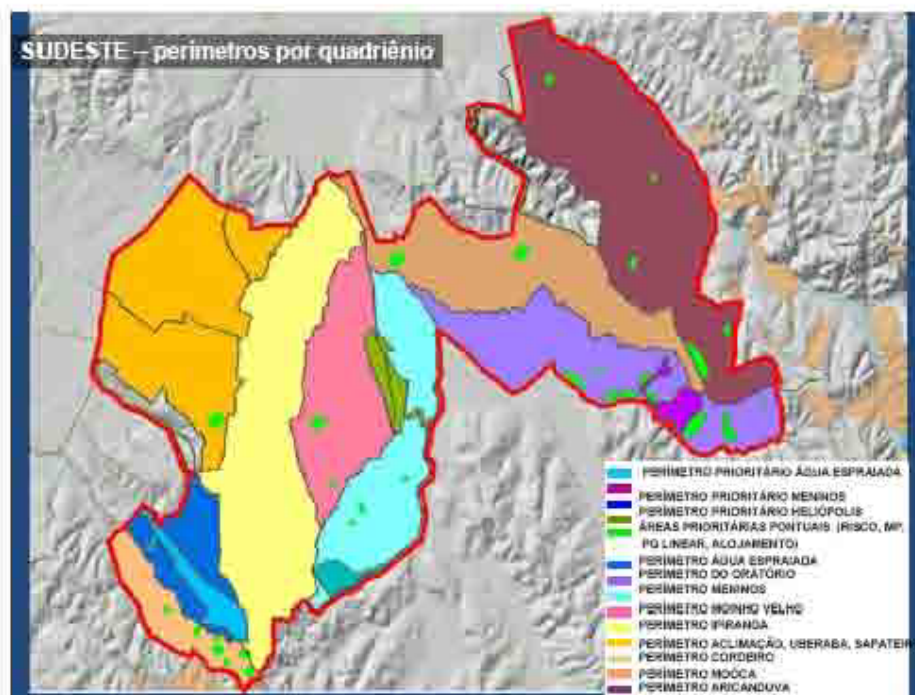 SUDESTE – perímetros por quadriênio
PERÍMETRO PRIORITÁRIO ÁGUA ESPRAIADA
PERÍMETRO PRIORITÁRIO MENINOS
PERÍMETRO PRIORITÁRIO HELIÓPOLIS
ÁREAS PRIORITÁRIAS PONTUAIS (RISCO, MP,
PQ LINEAR, ALOJAMENTO)
PERÍMETRO ÁGUA ESPRAIADA
PERÍMETRO DO ORATÓRIO
PERÍMETRO MENINOS
PERÍMETRO MOINHO VELHO
PERÍMETRO IPIRANGA
PERÍMETRO ACLIMAÇÃO, UBERABA, SAPATEIR
PERÍMETRO CORDEIRO
PERÍMETRO MOÓCA
PERÍMETRO ARICANDUVA